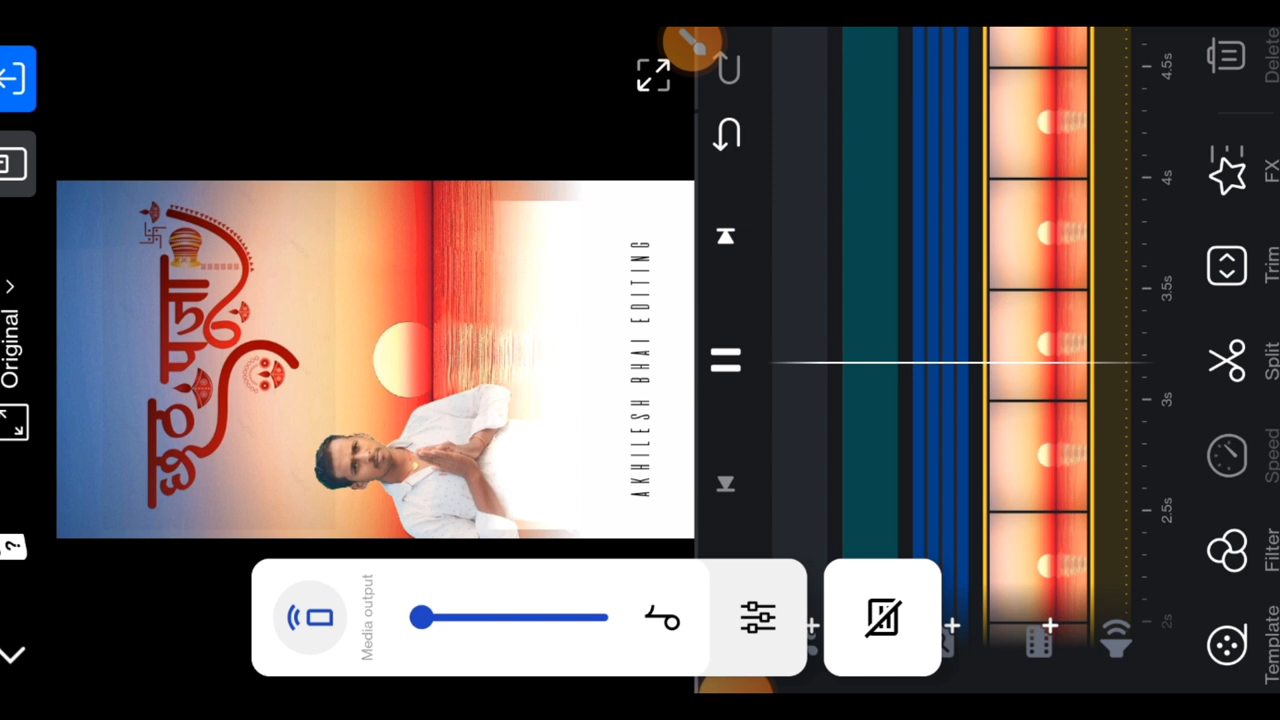 Original
?
छठ पूजा
AKHILESH BHAI EDITING
Media output
4.5s
4s
3.5s
3s
2.5s
2s
Delete
FX
Trim
Split
Speed
Filter
Template